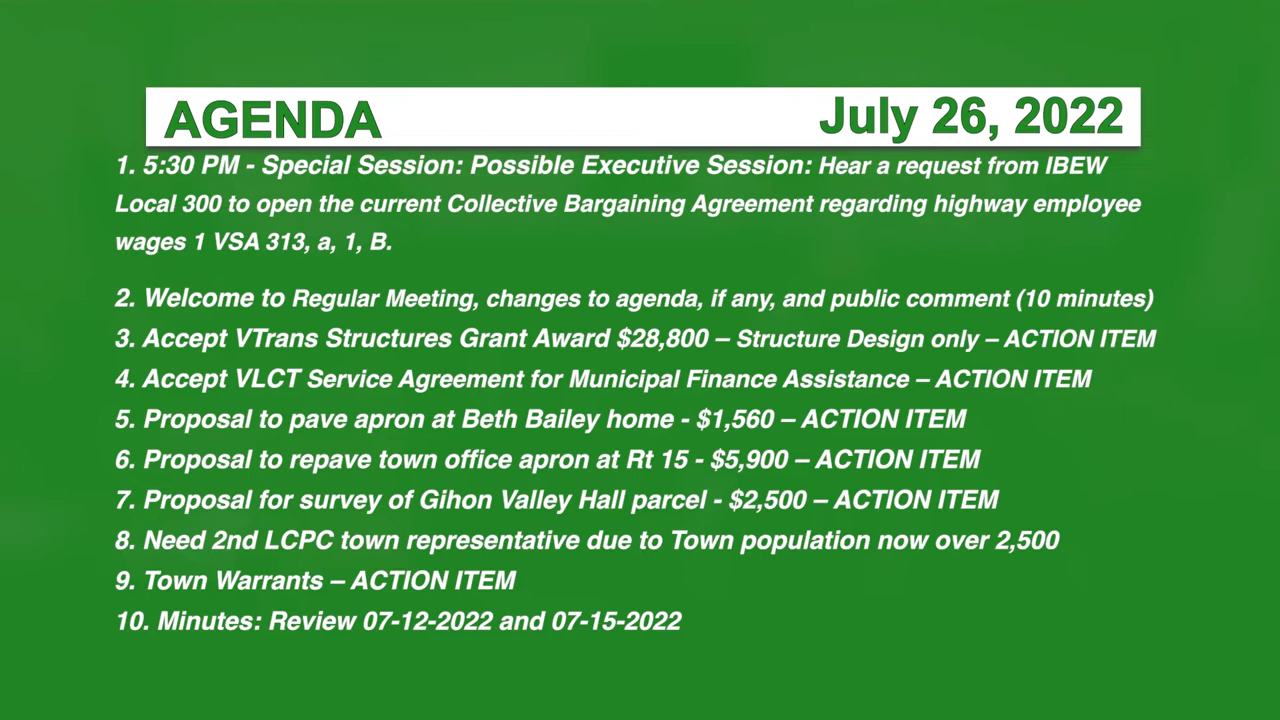 AGENDA July 26, 2022
1. 5:30 PM - Special Session: Possible Executive Session: Hear a request from IBEW
Local 300 to open the current Collective Bargaining Agreement regarding highway employee
wages 1 VSA 313, a, 1, B.
2. Welcome to Regular Meeting, changes to agenda, if any, and public comment (10 minutes)
3. Accept VTrans Structures Grant Award $28,800 – Structure Design only – ACTION ITEM
4. Accept VLCT Service Agreement for Municipal Finance Assistance – ACTION ITEM
5. Proposal to pave apron at Beth Bailey home - $1,560 – ACTION ITEM
6. Proposal to repave town office apron at Rt 15 - $5,900 – ACTION ITEM
7. Proposal for survey of Gihon Valley Hall parcel - $2,500 – ACTION ITEM
8. Need 2nd LCPC town representative due to Town population now over 2,500
9. Town Warrants – ACTION ITEM
10. Minutes: Review 07-12-2022 and 07-15-2022